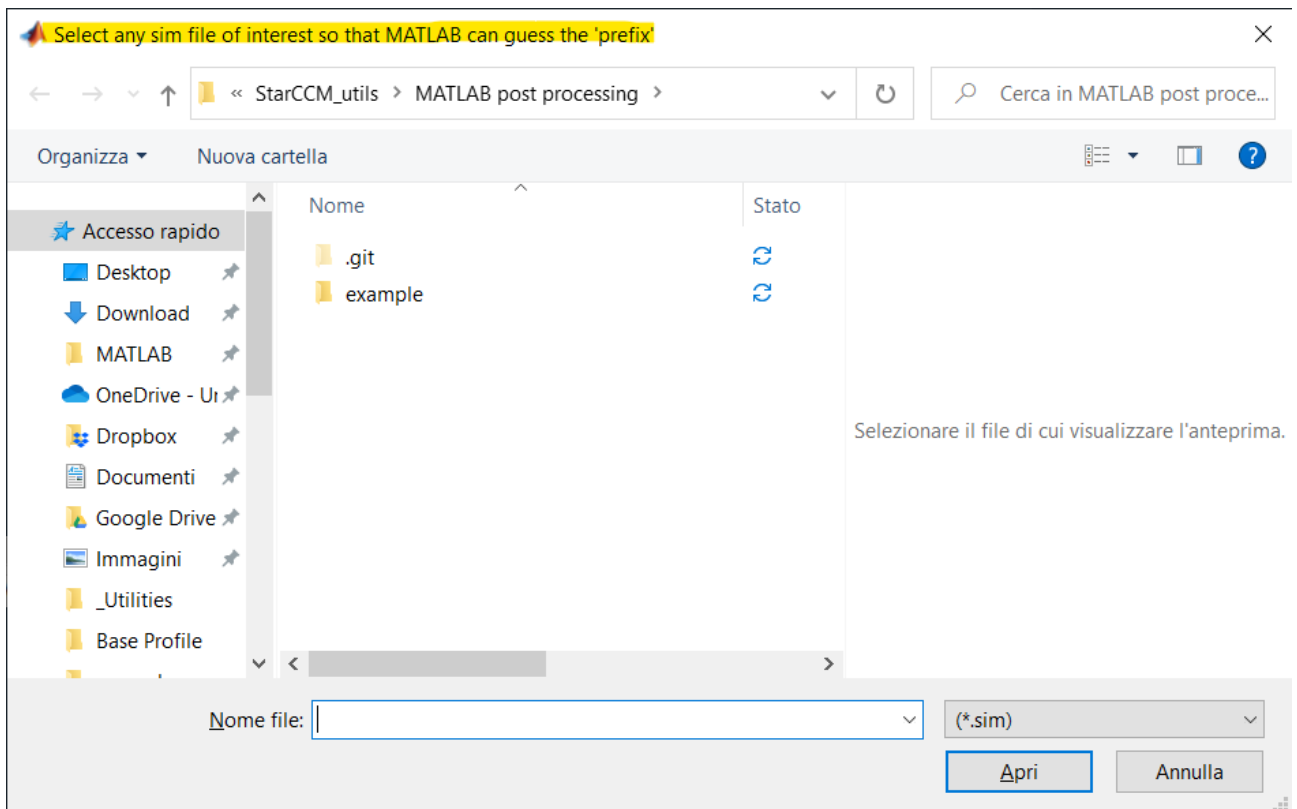 Select any sim file of interest so that MATLAB can guess the 'prefix'
« StarCCM_utils > MATLAB post processing >
Cerca in MATLAB post proce...
Organizza
Nuova cartella
Nome
Stato
Accesso rapido
Desktop
Download
MATLAB
OneDrive - Ur
Dropbox
Documenti
Google Drive
Immagini
_Utilities
Base Profile
.git
example
Selezionare il file di cui visualizzare l'anteprima.
Nome file:
(*.sim)
Apri
Annulla